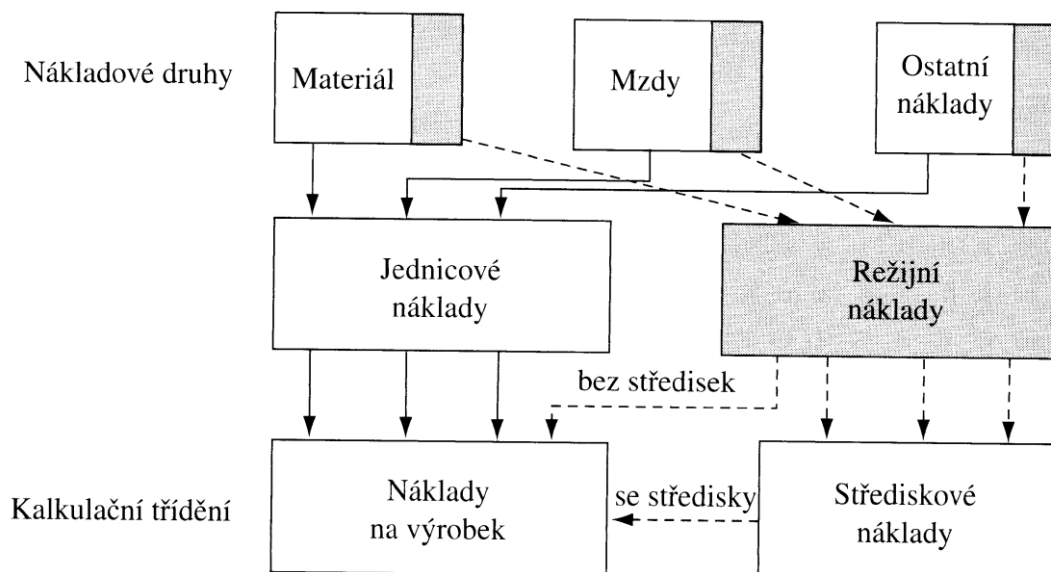 Nákladové druhy
Materiál
Mzdy
Ostatní
náklady
Jednicové
náklady
Režijní
náklady
bez středisek
Kalkulační třídění
Náklady
na výrobek
se středisky
Střediskové
náklady